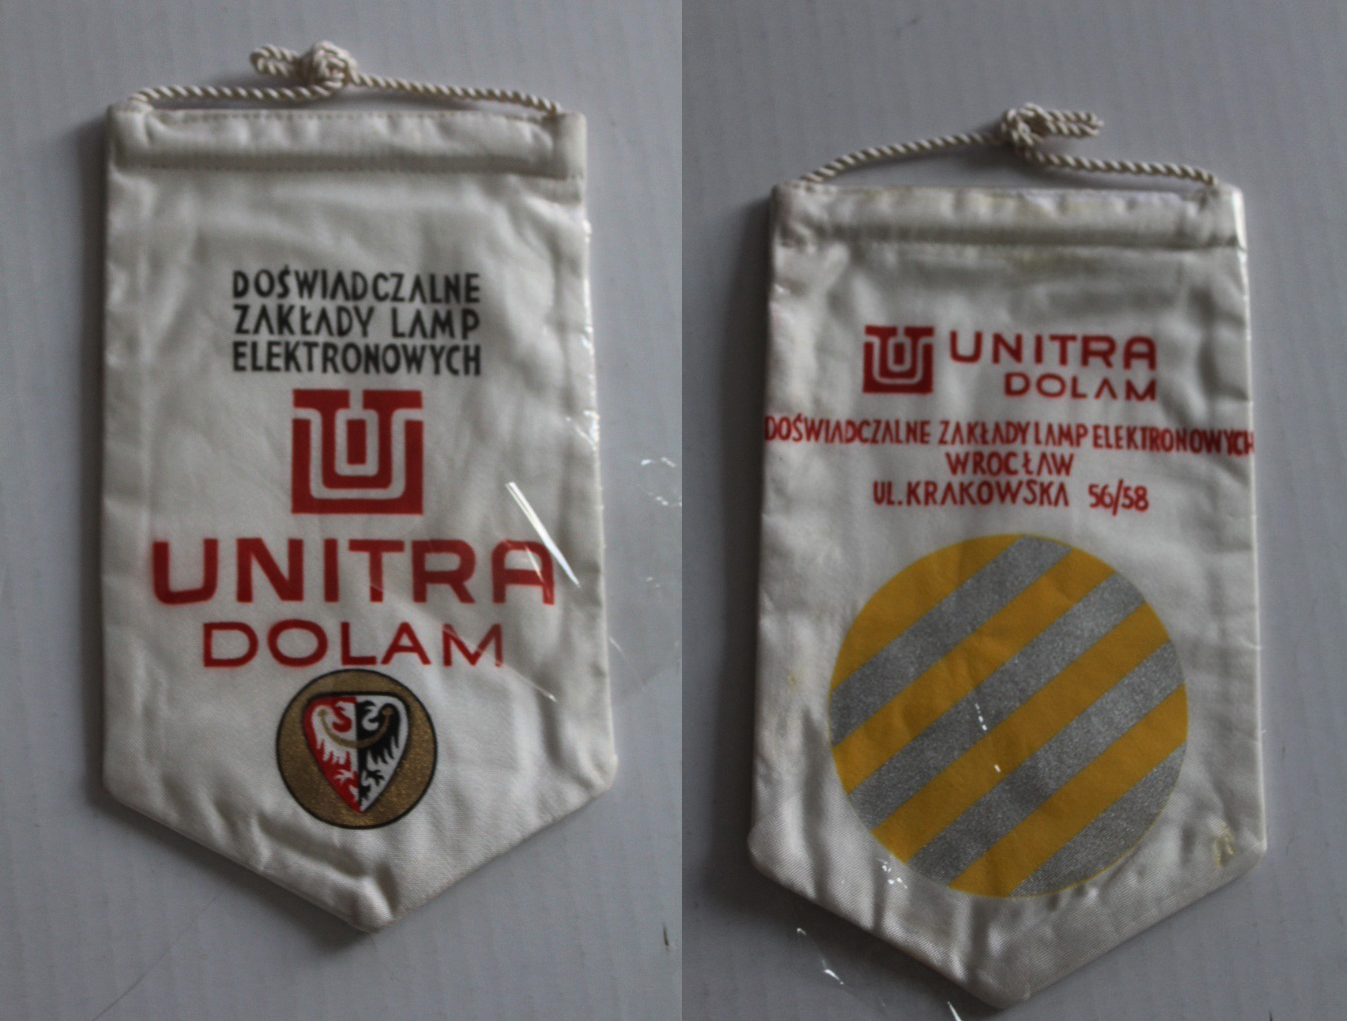 DOŚWIADCZALNE
ZAKŁADY LAMP
ELEKTRONOWYCH
UNITRA
DOLAM
UNITRA
DOLAM
DOŚWIADCZALNE ZAKŁADY LAMP ELEKTRONOWYCH
WROCŁAW
UL. KRAKOWSKA 56/58